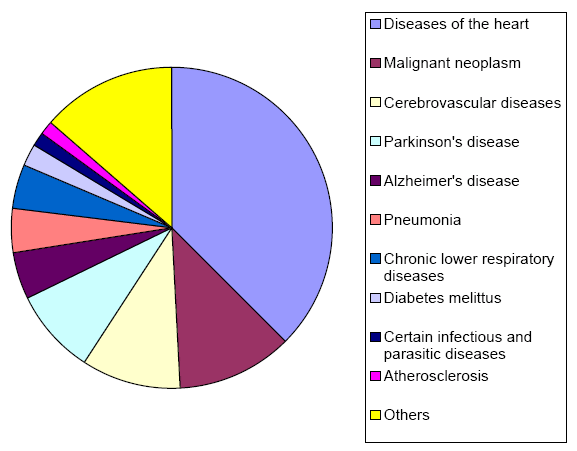 Diseases of the heart
Malignant neoplasm
Cerebrovascular diseases
Parkinson's disease
Alzheimer's disease
Pneumonia
Chronic lower respiratory
diseases
Diabetes melittus
Certain infectious and
parasitic diseases
Atherosclerosis
Others